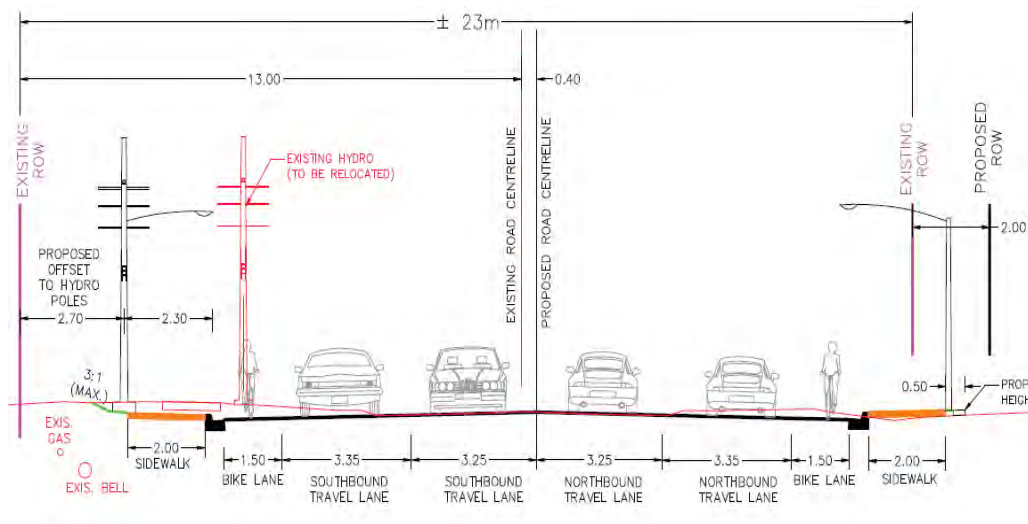 ± 23m
13.00
0.40
EXISTING
ROW
EXISTING HYDRO
(TO BE RELOCATED)
EXISTING ROAD CENTRELINE
PROPOSED ROAD CENTRELINE
EXISTING
ROW
PROPOSED
ROW
2.00
PROPOSED
OFFSET
TO HYDRO
POLES
2.70
2.30
3:1
(MAX.)
0.50
PROP
HEIGH
EXIS.
GAS
EXIS. BELL
2.00
SIDEWALK
1.50
BIKE LANE
3.35
SOUTHBOUND
TRAVEL LANE
3.25
SOUTHBOUND
TRAVEL LANE
3.25
NORTHBOUND
TRAVEL LANE
3.35
NORTHBOUND
TRAVEL LANE
1.50
BIKE LANE
2.00
SIDEWALK